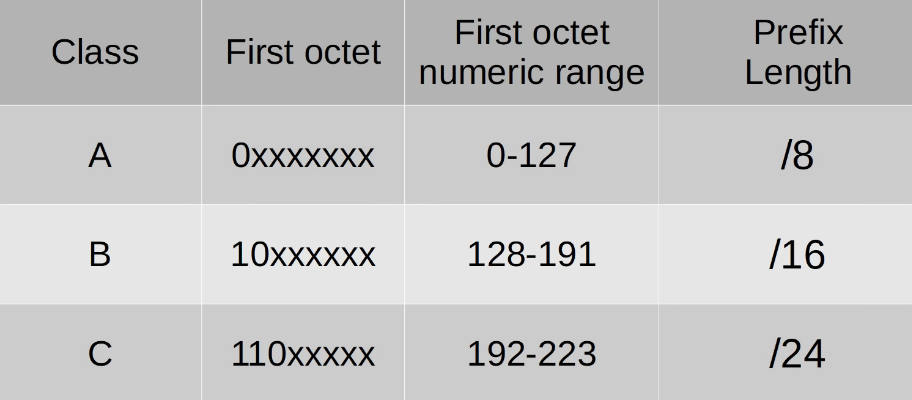 Class
First octet
First octet
numeric range
Prefix
Length
A
0xxxxxxx
0-127
/8
B
10xxxxxx
128-191
/16
C
110xxxxx
192-223
/24